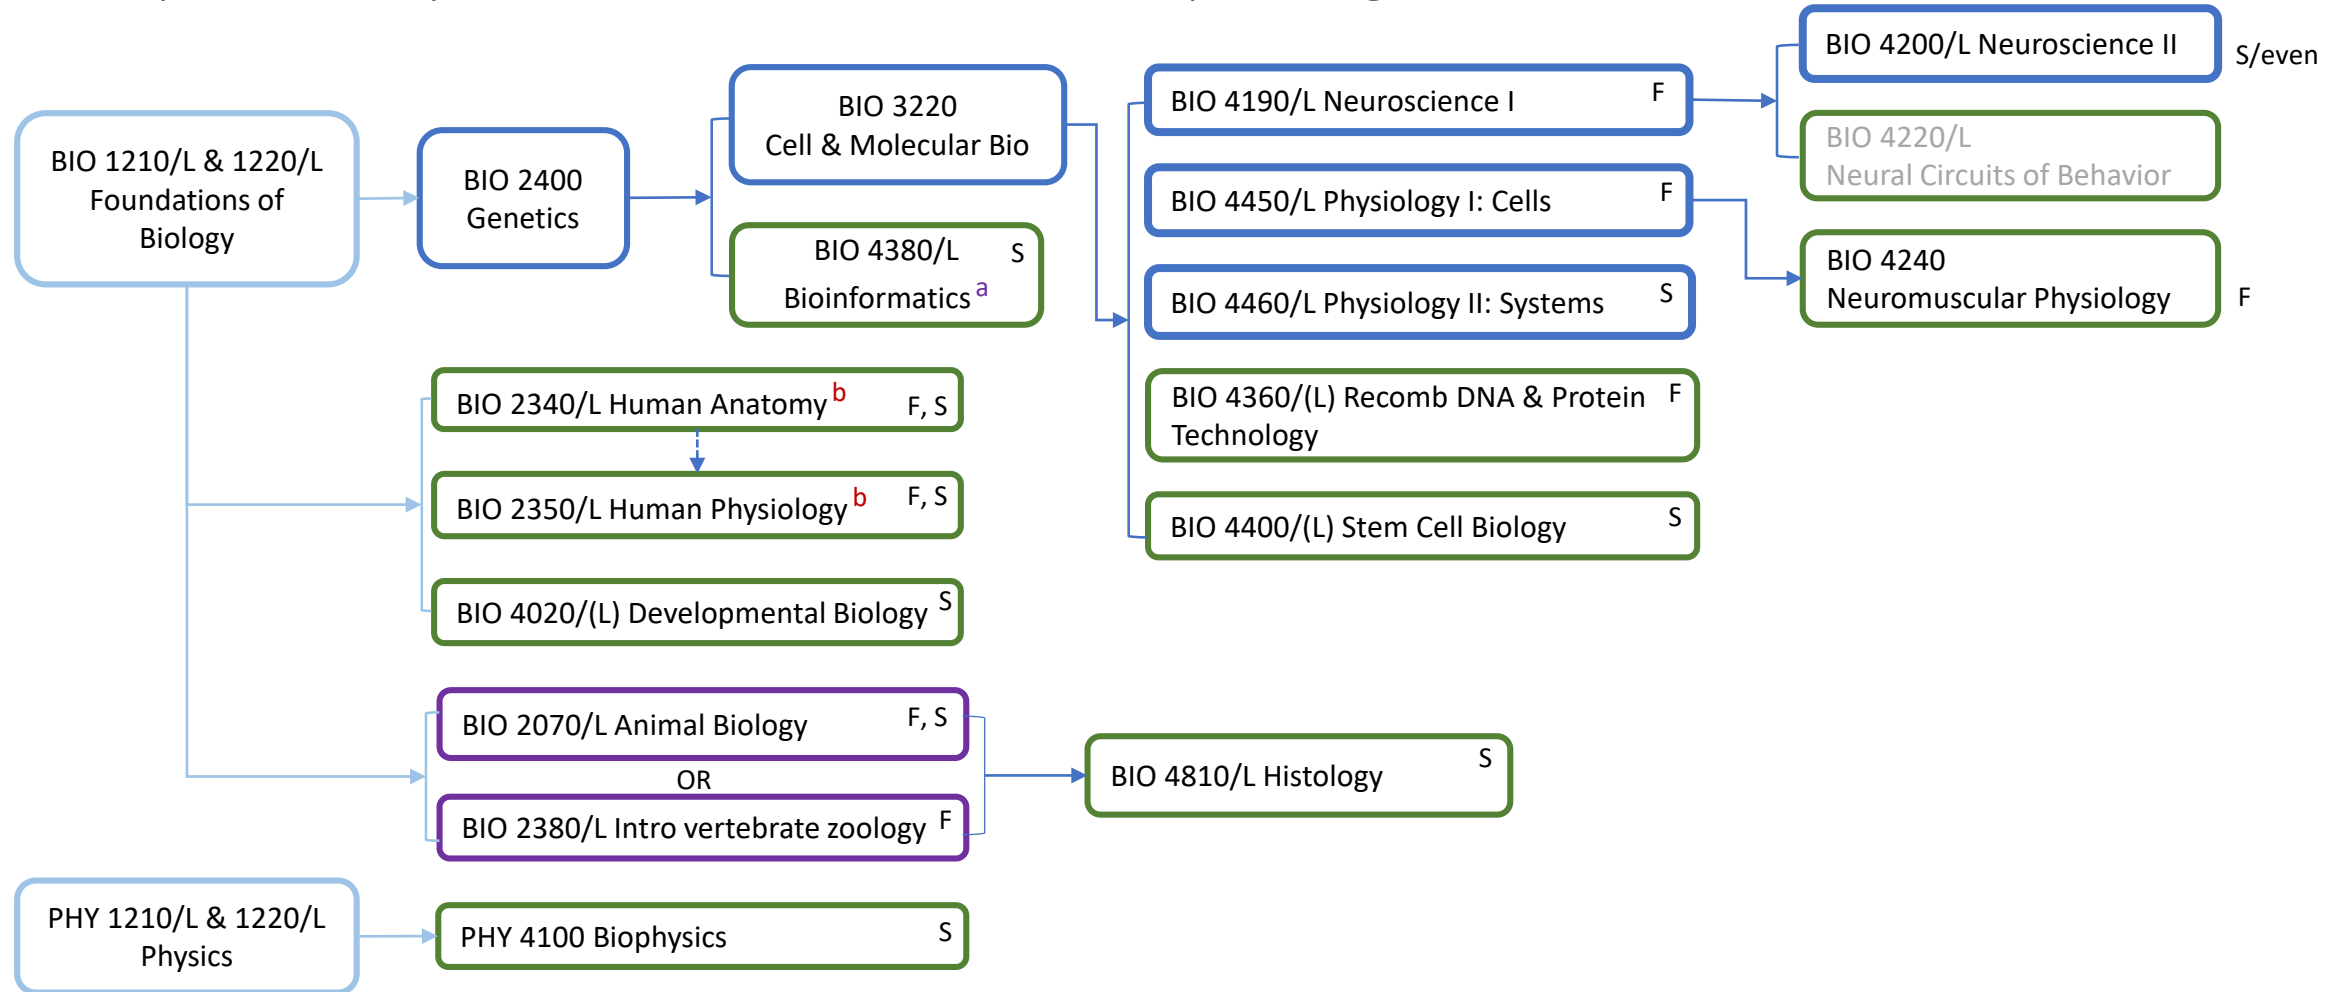 BIO 1210/L & 1220/L
Foundations of
Biology
BIO 2400
Genetics
BIO 3220
Cell & Molecular Bio
BIO 4380/L S
Bioinformatics a
BIO 4190/L Neuroscience I F
BIO 4450/L Physiology I: Cells F
BIO 4460/L Physiology II: Systems S
BIO 4360/(L) Recomb DNA & Protein F
Technology
BIO 4400/(L) Stem Cell Biology S
BIO 4200/L Neuroscience II S/even
BIO 4220/L
Neural Circuits of Behavior
BIO 4240
Neuromuscular Physiology F
BIO 2340/L Human Anatomy b F, S
BIO 2350/L Human Physiology b F, S
BIO 4020/(L) Developmental Biology S
BIO 2070/L Animal Biology F, S
OR
BIO 2380/L Intro vertebrate zoology F
BIO 4810/L Histology S
PHY 1210/L & 1220/L
Physics
PHY 4100 Biophysics S